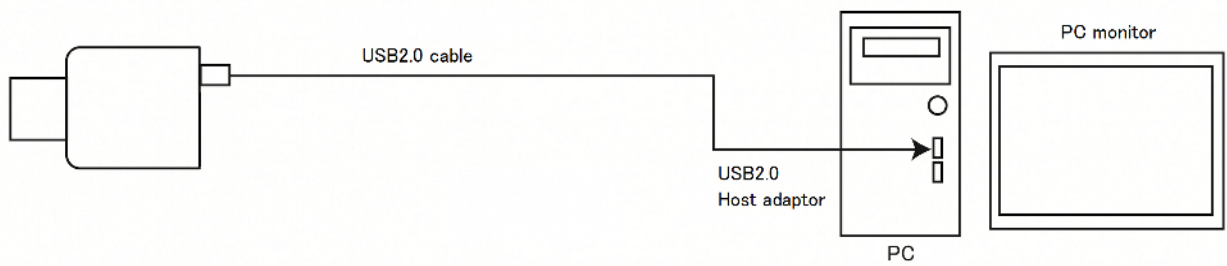 USB2.0 cable
PC monitor
USB2.0
Host adaptor
PC